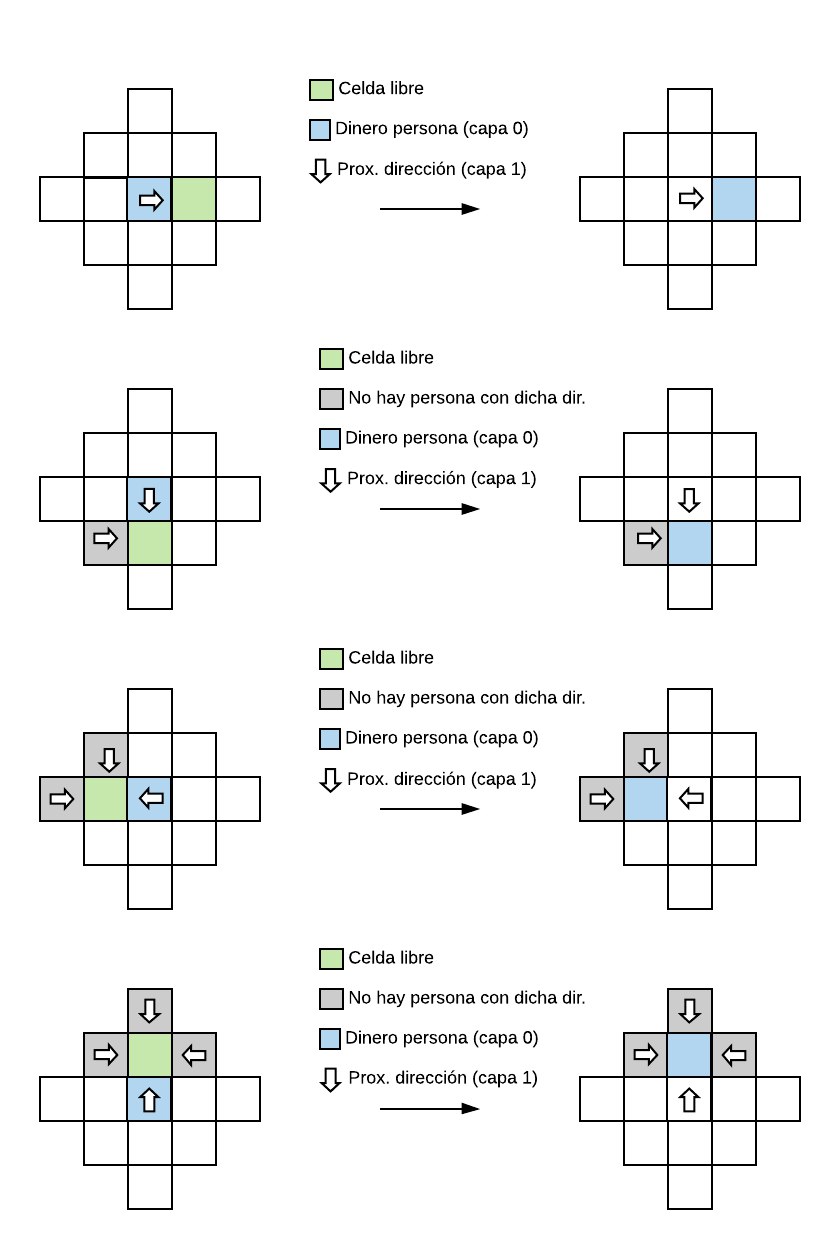 Celda libre
Dinero persona (capa 0)
Prox. dirección (capa 1)
Celda libre
No hay persona con dicha dir.
Dinero persona (capa 0)
Prox. dirección (capa 1)
Celda libre
No hay persona con dicha dir.
Dinero persona (capa 0)
Prox. dirección (capa 1)
Celda libre
No hay persona con dicha dir.
Dinero persona (capa 0)
Prox. dirección (capa 1)